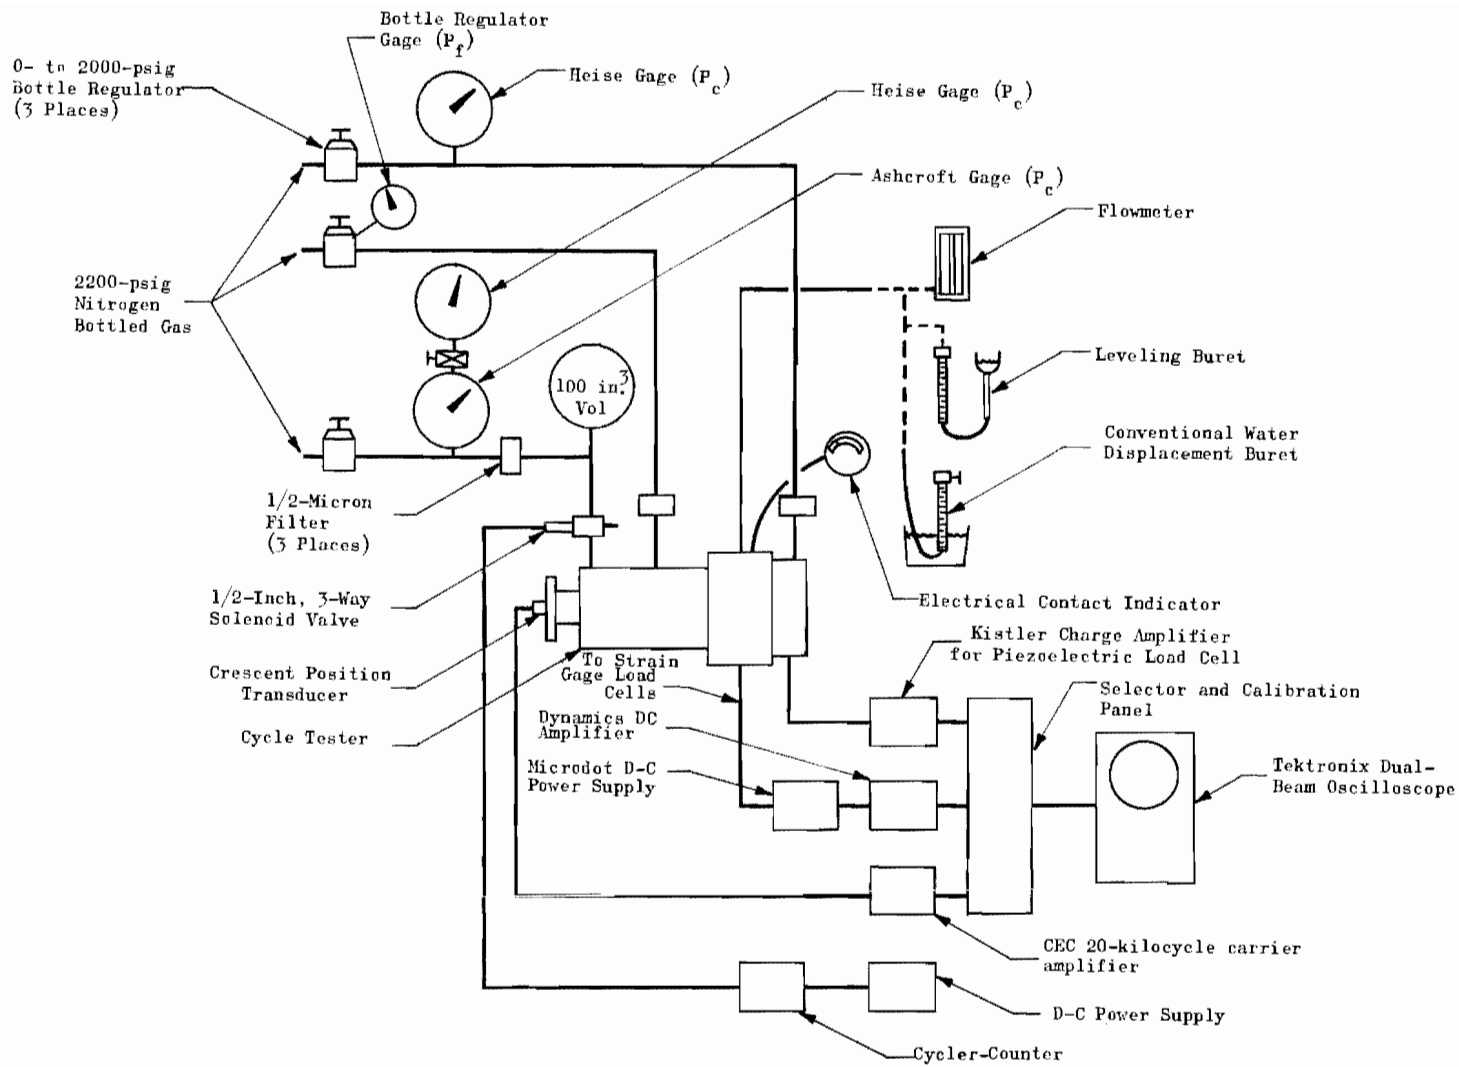 Bottle Regulator
Gage (P_f)
0- to 2000-psig
Bottle Regulator
(3 Places)
Heise Gage (P_c)
Heise Gage (P_c)
Ashcroft Gage (P_c)
Flowmeter
2200-psig
Nitrogen
Bottled Gas
100 in.³
Vol
Leveling Buret
Conventional Water
Displacement Buret
1/2-Micron
Filter
(3 Places)
1/2-Inch, 3-Way
Solenoid Valve
Electrical Contact Indicator
Kistler Charge Amplifier
for Piezoelectric Load Cell
Crescent Position
Transducer
To Strain
Gage Load
Cells
Selector and Calibration
Panel
Cycle Tester
Dynamics DC
Amplifier
Microdot D-C
Power Supply
Tektronix Dual-
Beam Oscilloscope
CEC 20-kilocycle carrier
amplifier
D-C Power Supply
Cycler-Counter